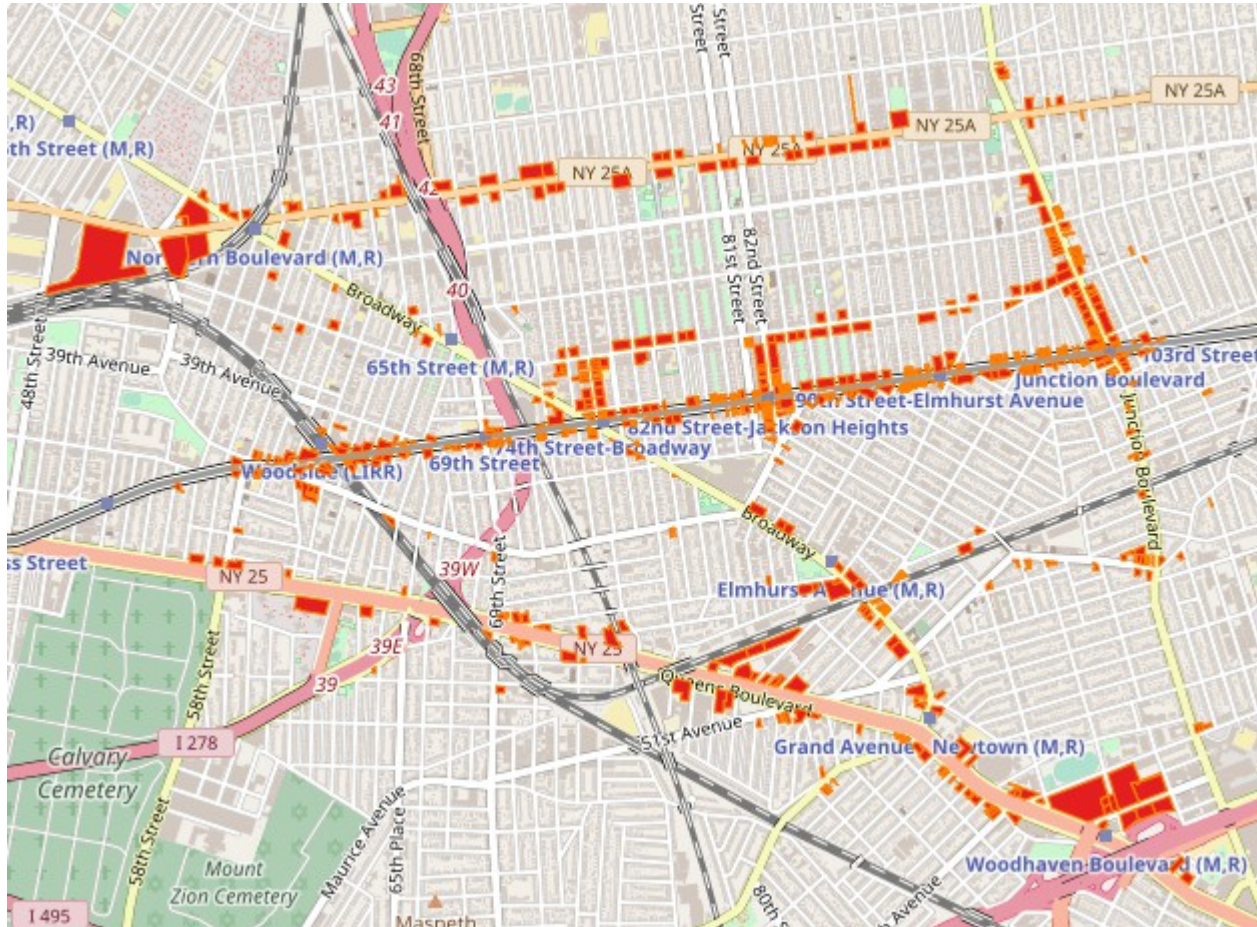 Street
Street
68th Street
43
41
NY 25A
NY 25A
NY 25A
NY 25A
,R)
th Street (M,R)
42
Northern Boulevard (M,R)
81st Street
82nd Street
40
Broadway
48th Street
39th Avenue
39th Avenue
65th Street (M,R)
103rd Street
Junction Boulevard
90th Street-Elmhurst Avenue
82nd Street-Jackson Heights
74th Street-Broadway
69th Street
Woodside (LIRR)
Junction Boulevard
Broadway
ss Street
NY 25
39W
69th Street
Elmhurst Avenue (M,R)
39E
NY 25
39
58th Street
Queens Boulevard
I 278
51st Avenue
Grand Avenue Newtown (M,R)
Calvary
Cemetery
58th Street
Maurice Avenue
65th Place
Woodhaven Boulevard (M,R)
Mount
Zion Cemetery
80th S
Avenue
I 495
Maspeth